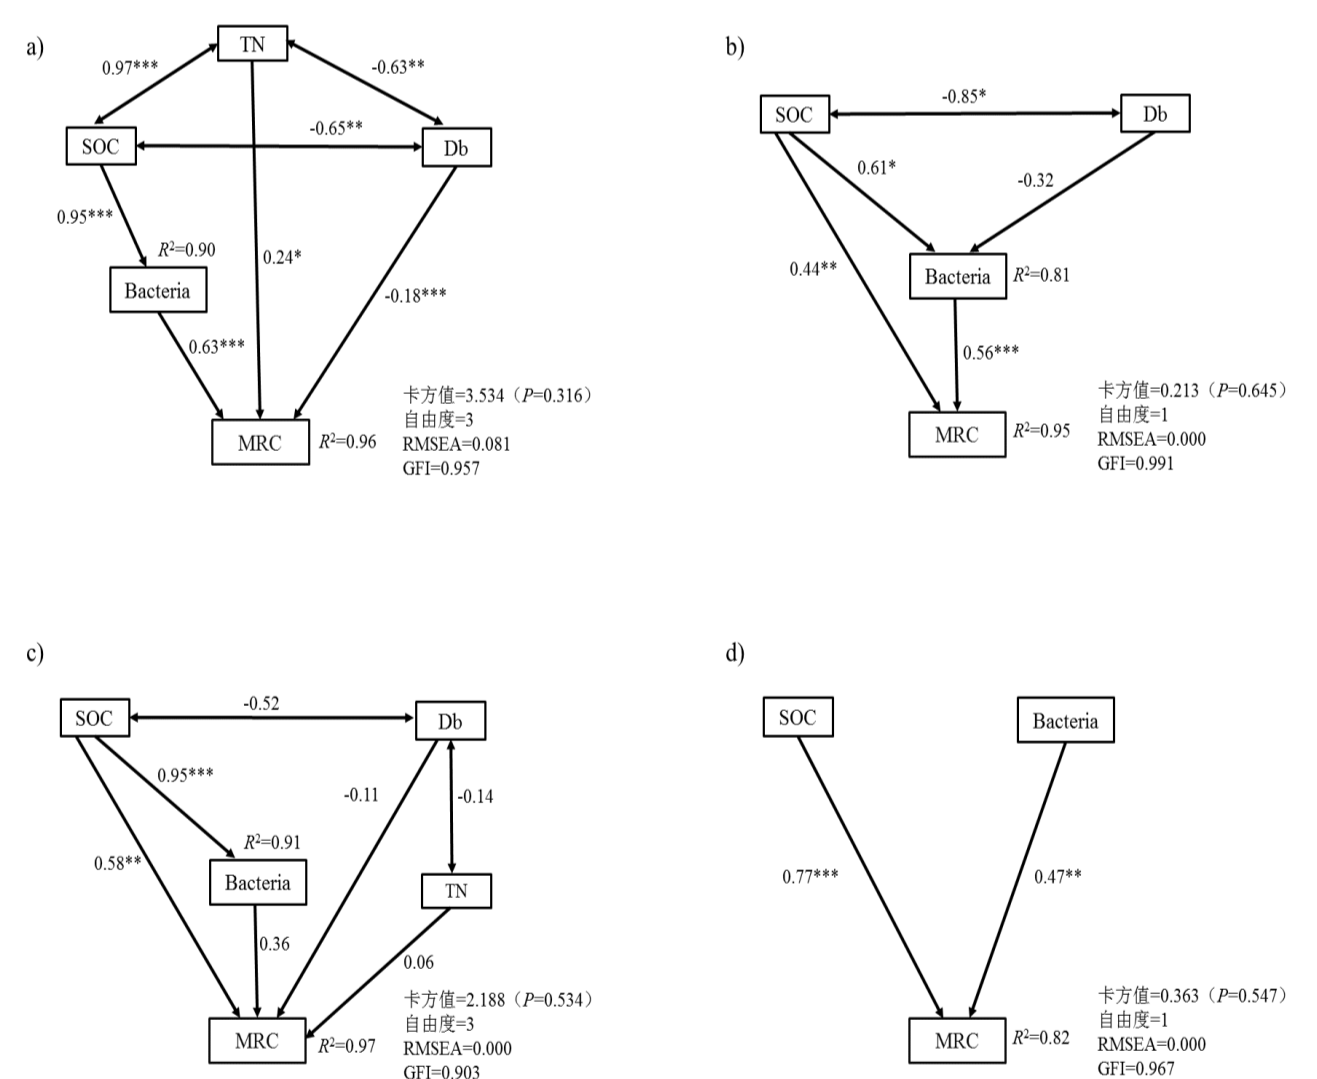 a)
TN
0.97***
-0.63**
SOC
-0.65**
Db
0.95***
R²=0.90
Bacteria
0.24*
-0.18***
0.63***
MRC
R²=0.96
卡方值=3.534（P=0.316）
自由度=3
RMSEA=0.081
GFI=0.957
b)
SOC
-0.85*
Db
0.61*
-0.32
0.44**
Bacteria
R²=0.81
0.56***
MRC
R²=0.95
卡方值=0.213（P=0.645）
自由度=1
RMSEA=0.000
GFI=0.991
c)
SOC
-0.52
Db
0.95***
-0.11
-0.14
0.58**
R²=0.91
Bacteria
TN
0.36
0.06
MRC
R²=0.97
卡方值=2.188（P=0.534）
自由度=3
RMSEA=0.000
GFI=0.903
d)
SOC
Bacteria
0.77***
0.47**
MRC
R²=0.82
卡方值=0.363（P=0.547）
自由度=1
RMSEA=0.000
GFI=0.967